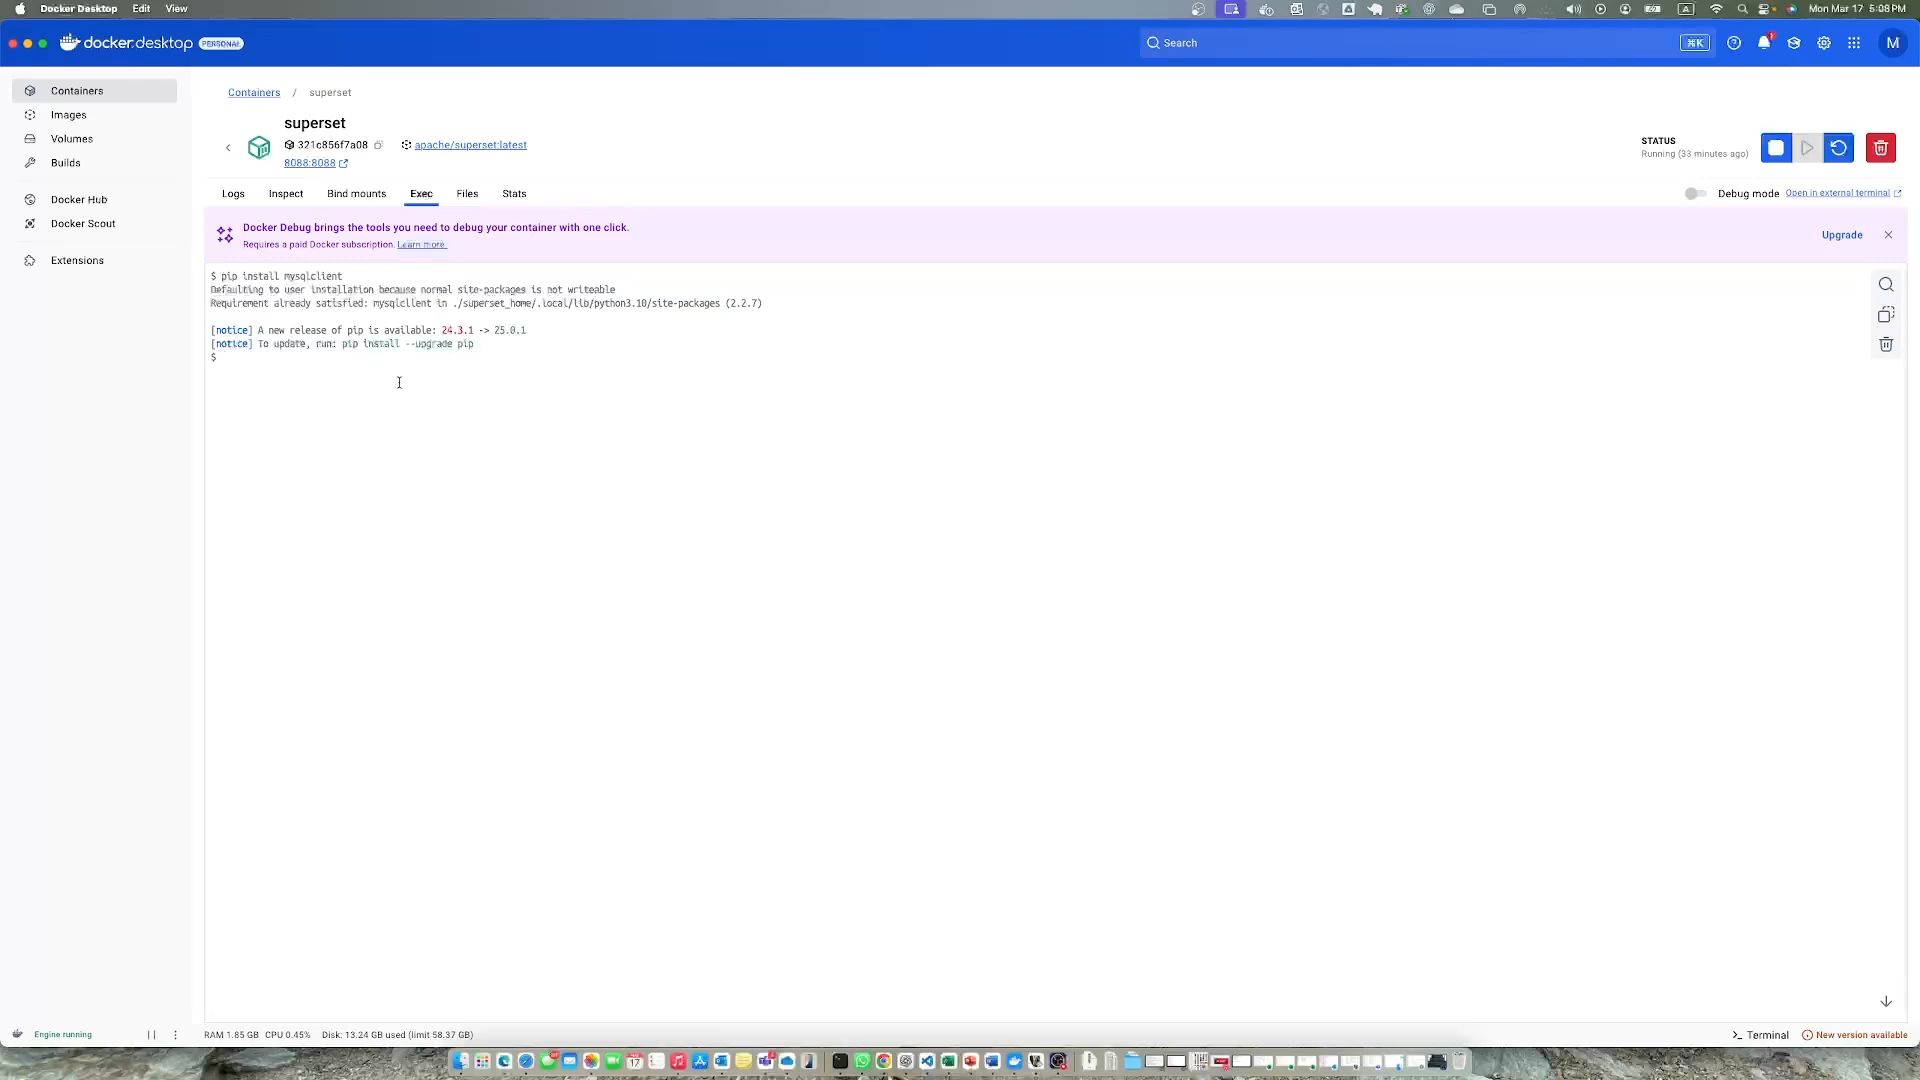 Docker Desktop Edit View
Mon Mar 17 5:08 PM
docker.desktop PERSONAL
Search
⌘K
M
Containers
Images
Volumes
Builds
Docker Hub
Docker Scout
Extensions
Containers / superset
superset
321c856f7a08
apache/superset:latest
8088:8088
STATUS
Running (33 minutes ago)
Logs Inspect Bind mounts Exec Files Stats
Debug mode Open in external terminal
Docker Debug brings the tools you need to debug your container with one click.
Requires a paid Docker subscription. Learn more.
Upgrade
$ pip install mysqlclient
Defaulting to user installation because normal site-packages is not writeable
Requirement already satisfied: mysqlclient in ./superset_home/.local/lib/python3.10/site-packages (2.2.7)
[notice] A new release of pip is available: 24.3.1 -> 25.0.1
[notice] To update, run: pip install --upgrade pip
$
Engine running
RAM 1.85 GB CPU 0.45% Disk: 13.24 GB used (limit 58.37 GB)
>_ Terminal
New version available